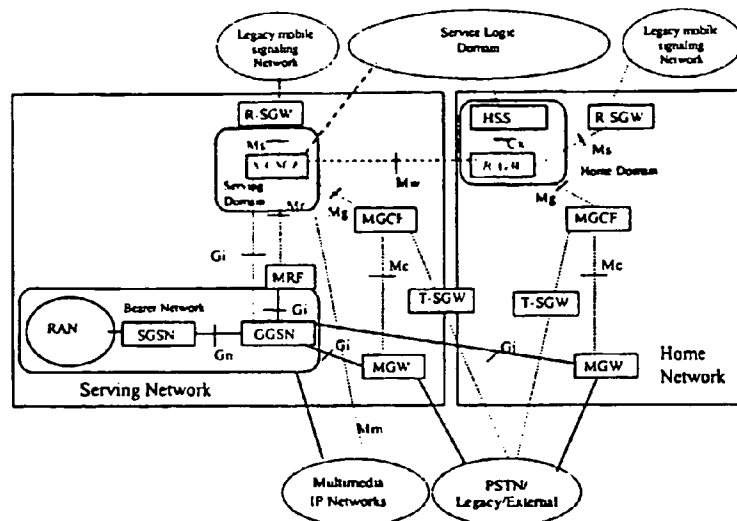 Legacy mobile
signaling
Network
Service Logic
Domain
Legacy mobile
signaling
Network
R-SGW
HSS
R-SGW
Ms
Cx
Ms
Mw
Home Domain
Serving
Domain
Mr
Mg
Mg
MGCF
MGCF
Gi
Mc
Mc
MRF
T-SGW
T-SGW
Bearer Network
RAN
SGSN
Gn
GGSN
Gi
Gi
Gi
MGW
MGW
Home
Network
Serving Network
Mm
Multimedia
IP Networks
PSTN/
Legacy/External